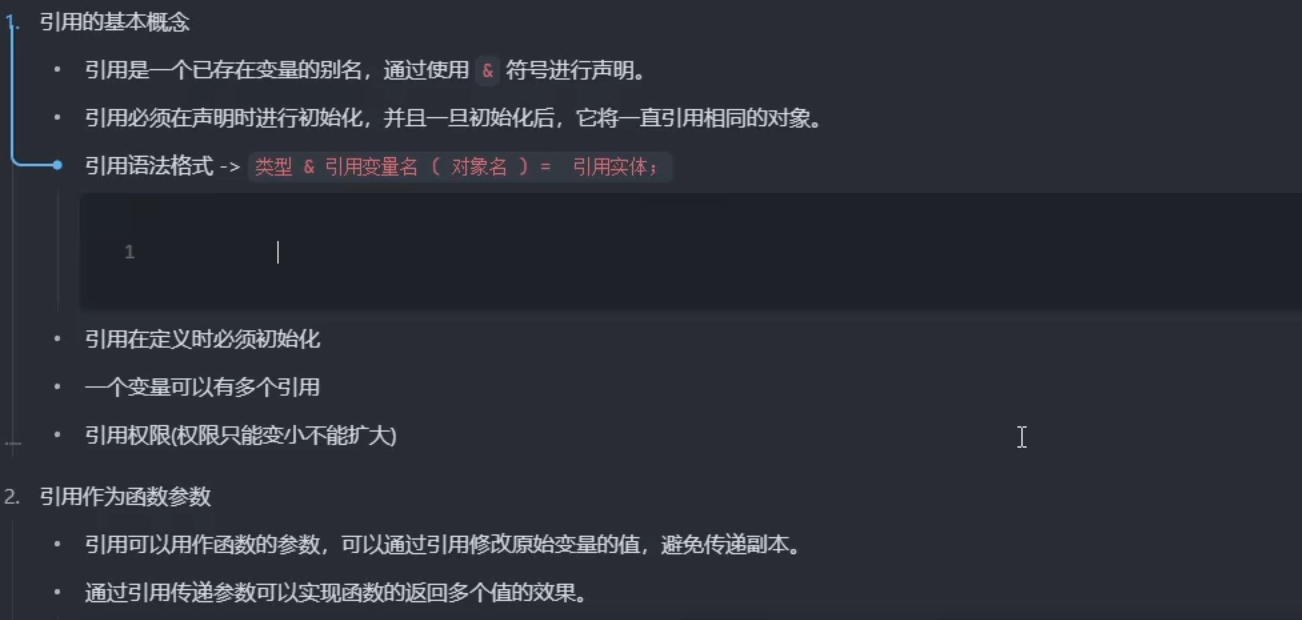 1. 引用的基本概念
• 引用是一个已存在变量的别名，通过使用 & 符号进行声明。
• 引用必须在声明时进行初始化，并且一旦初始化后，它将一直引用相同的对象。
引用语法格式 -> 类型 & 引用变量名 ( 对象名 ) = 引用实体；
1
• 引用在定义时必须初始化
• 一个变量可以有多个引用
• 引用权限(权限只能变小不能扩大)
2. 引用作为函数参数
• 引用可以用作函数的参数，可以通过引用修改原始变量的值，避免传递副本。
• 通过引用传递参数可以实现函数的返回多个值的效果。